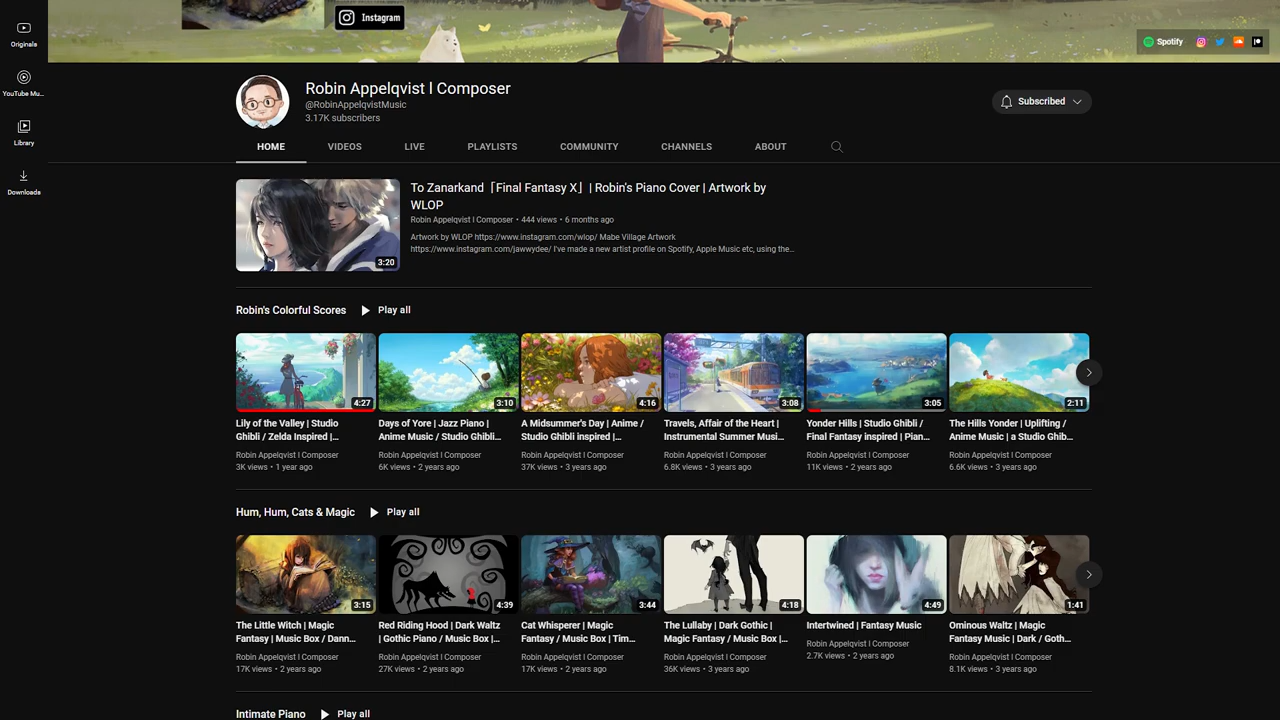 Instagram
Spotify
Originals
YouTube Mu...
Library
Downloads
Robin Appelqvist l Composer
@RobinAppelqvistMusic
3.17K subscribers
Subscribed
HOME VIDEOS LIVE PLAYLISTS COMMUNITY CHANNELS ABOUT
To Zanarkand「Final Fantasy X」| Robin's Piano Cover | Artwork by
WLOP
Robin Appelqvist l Composer • 444 views • 6 months ago
Artwork by WLOP https://www.instagram.com/wlop/ Mabe Village Artwork
https://www.instagram.com/jawwydee/ I've made a new artist profile on Spotify, Apple Music etc, using the...
3:20
Robin's Colorful Scores Play all
4:27 3:10 4:16 3:08 3:05 2:11
Lily of the Valley | Studio
Ghibli / Zelda Inspired |...
Robin Appelqvist l Composer
3K views • 1 year ago
Days of Yore | Jazz Piano |
Anime Music / Studio Ghibli...
Robin Appelqvist l Composer
6K views • 2 years ago
A Midsummer's Day | Anime /
Studio Ghibli inspired |...
Robin Appelqvist l Composer
37K views • 3 years ago
Travels, Affair of the Heart |
Instrumental Summer Musi...
Robin Appelqvist l Composer
6.8K views • 3 years ago
Yonder Hills | Studio Ghibli /
Final Fantasy inspired | Pian...
Robin Appelqvist l Composer
11K views • 2 years ago
The Hills Yonder | Uplifting /
Anime Music | a Studio Ghib...
Robin Appelqvist l Composer
6.6K views • 3 years ago
Hum, Hum, Cats & Magic Play all
3:15 4:39 3:44 4:18 4:49 1:41
The Little Witch | Magic
Fantasy | Music Box / Dann...
Robin Appelqvist l Composer
17K views • 2 years ago
Red Riding Hood | Dark Waltz
| Gothic Piano / Music Box |...
Robin Appelqvist l Composer
27K views • 2 years ago
Cat Whisperer | Magic
Fantasy / Music Box | Tim...
Robin Appelqvist l Composer
17K views • 2 years ago
The Lullaby | Dark Gothic |
Magic Fantasy / Music Box |...
Robin Appelqvist l Composer
36K views • 3 years ago
Intertwined | Fantasy Music
Robin Appelqvist l Composer
2.7K views • 2 years ago
Ominous Waltz | Magic
Fantasy Music | Dark / Goth...
Robin Appelqvist l Composer
8.1K views • 3 years ago
Intimate Piano Play all